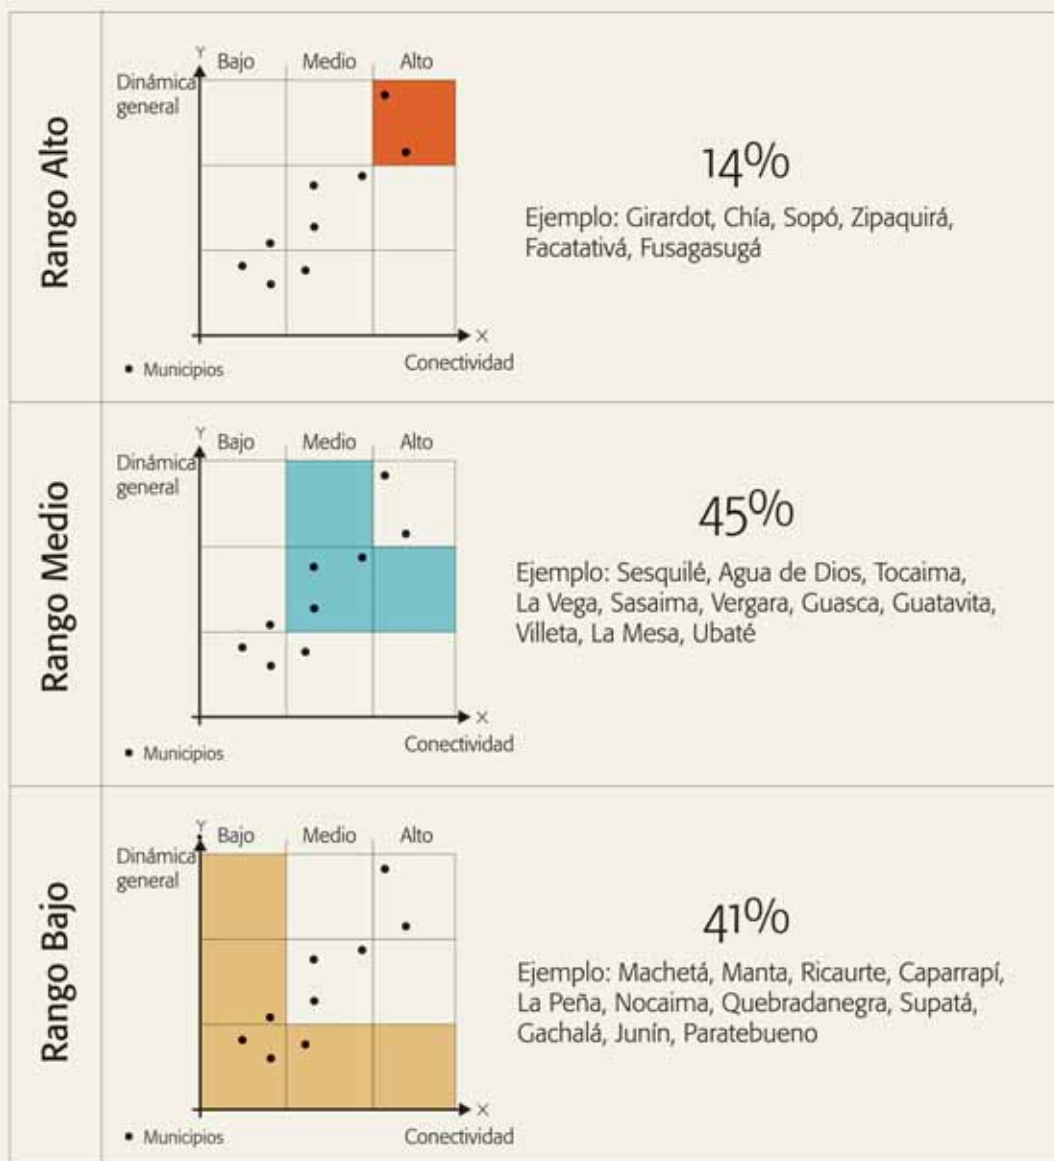 Rango Alto
Y
Bajo Medio Alto
Dinámica
general
X
Conectividad
• Municipios
14%
Ejemplo: Girardot, Chía, Sopó, Zipaquirá,
Facatativá, Fusagasugá
Rango Medio
Y
Bajo Medio Alto
Dinámica
general
X
Conectividad
• Municipios
45%
Ejemplo: Sesquilé, Agua de Dios, Tocaima,
La Vega, Sasaima, Vergara, Guasca, Guatavita,
Villeta, La Mesa, Ubaté
Rango Bajo
Y
Bajo Medio Alto
Dinámica
general
X
Conectividad
• Municipios
41%
Ejemplo: Machetá, Manta, Ricaurte, Caparrapí,
La Peña, Nocaima, Quebradanegra, Supatá,
Gachalá, Junín, Paratebueno